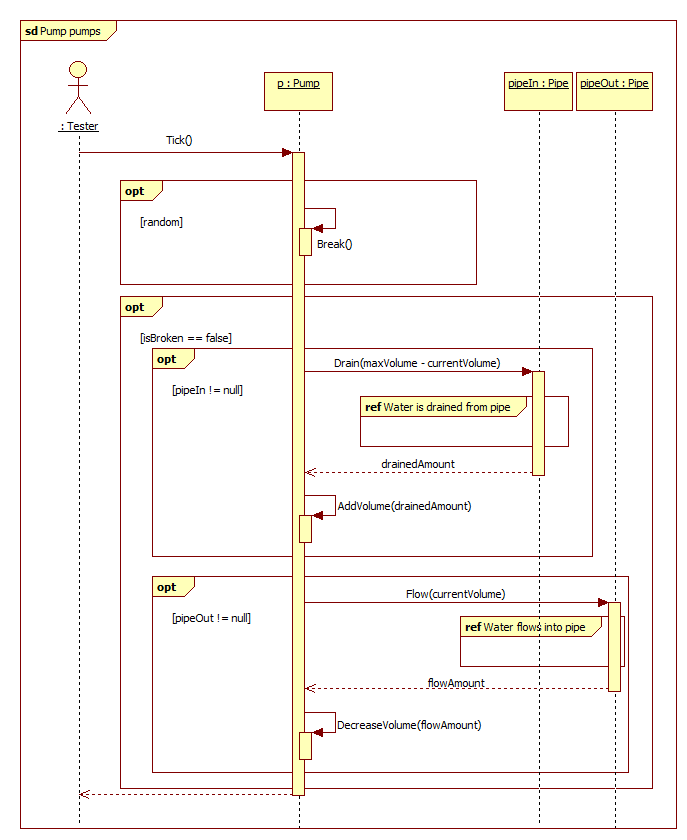 sd Pump pumps
p : Pump
pipeIn : Pipe
pipeOut : Pipe
: Tester
Tick()
opt
[random]
Break()
opt
[isBroken == false]
opt
Drain(maxVolume - currentVolume)
[pipeIn != null]
ref Water is drained from pipe
drainedAmount
AddVolume(drainedAmount)
opt
Flow(currentVolume)
[pipeOut != null]
ref Water flows into pipe
flowAmount
DecreaseVolume(flowAmount)